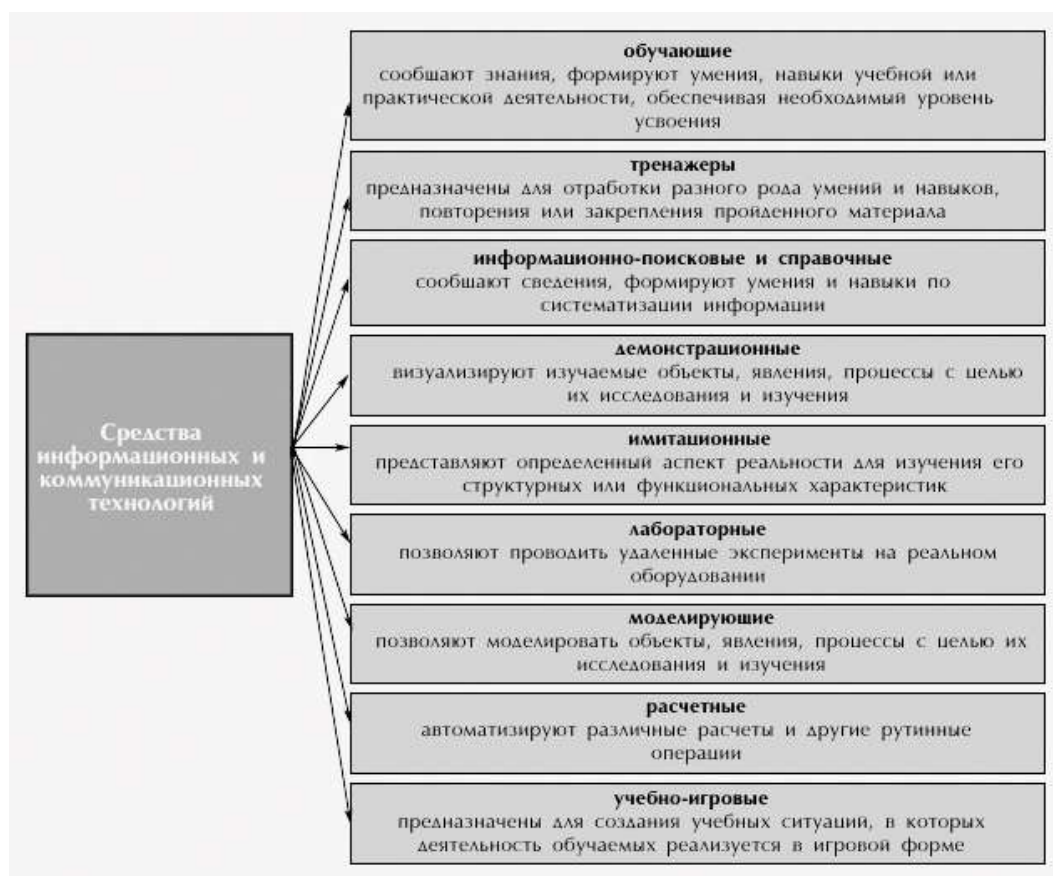 обучающие
сообщают знания, формируют умения, навыки учебной или
практической деятельности, обеспечивая необходимый уровень
усвоения
тренажеры
предназначены для отработки разного рода умений и навыков,
повторения или закрепления пройденного материала
информационно-поисковые и справочные
сообщают сведения, формируют умения и навыки по
систематизации информации
демонстрационные
визуализируют изучаемые объекты, явления, процессы с целью
их исследования и изучения
Средства
информационных и
коммуникационных
технологий
имитационные
представляют определенный аспект реальности для изучения его
структурных или функциональных характеристик
лабораторные
позволяют проводить удаленные эксперименты на реальном
оборудовании
моделирующие
позволяют моделировать объекты, явления, процессы с целью их
исследования и изучения
расчетные
автоматизируют различные расчеты и другие рутинные
операции
учебно-игровые
предназначены для создания учебных ситуаций, в которых
деятельность обучаемых реализуется в игровой форме